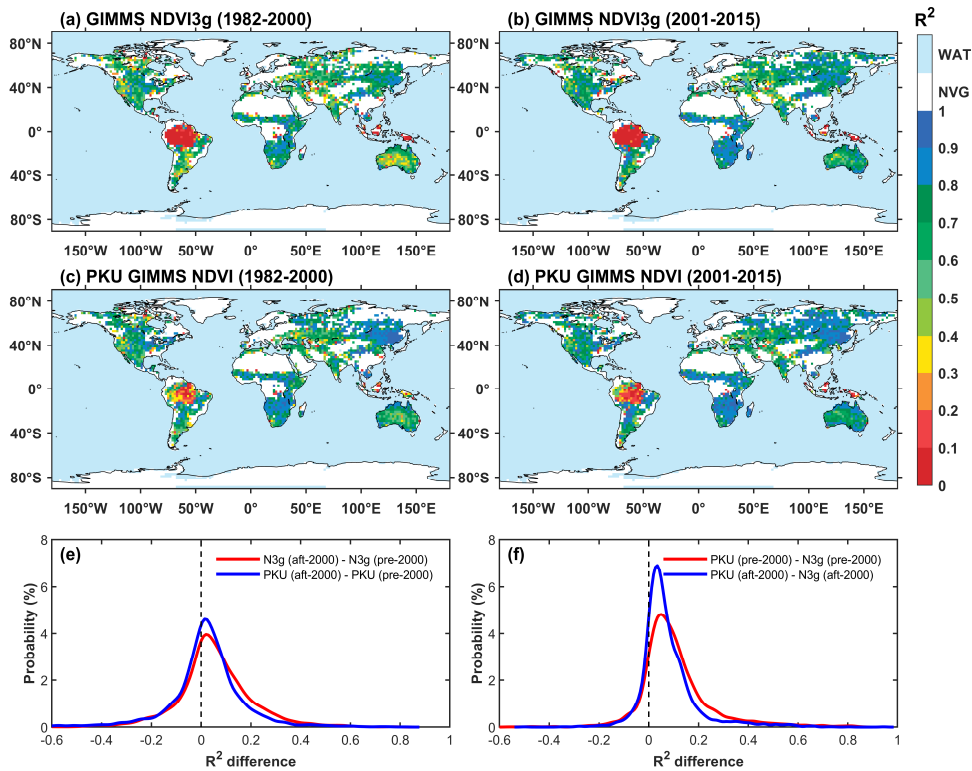 (a) GIMMS NDVI3g (1982-2000)
(b) GIMMS NDVI3g (2001-2015)
R²
80°N
40°N
0°
40°S
80°S
150°W 100°W 50°W 0° 50°E 100°E 150°E
80°N
40°N
0°
40°S
80°S
150°W 100°W 50°W 0° 50°E 100°E 150°E
WAT
NVG
1
0.9
0.8
0.7
0.6
0.5
0.4
0.3
0.2
0.1
0
(c) PKU GIMMS NDVI (1982-2000)
(d) PKU GIMMS NDVI (2001-2015)
80°N
40°N
0°
40°S
80°S
150°W 100°W 50°W 0° 50°E 100°E 150°E
80°N
40°N
0°
40°S
80°S
150°W 100°W 50°W 0° 50°E 100°E 150°E
(e)
N3g (aft-2000) - N3g (pre-2000)
PKU (aft-2000) - PKU (pre-2000)
Probability (%)
8
6
4
2
0
-0.6 -0.4 -0.2 0 0.2 0.4 0.6 0.8 1
R² difference
(f)
PKU (pre-2000) - N3g (pre-2000)
PKU (aft-2000) - N3g (aft-2000)
Probability (%)
8
6
4
2
0
-0.6 -0.4 -0.2 0 0.2 0.4 0.6 0.8 1
R² difference